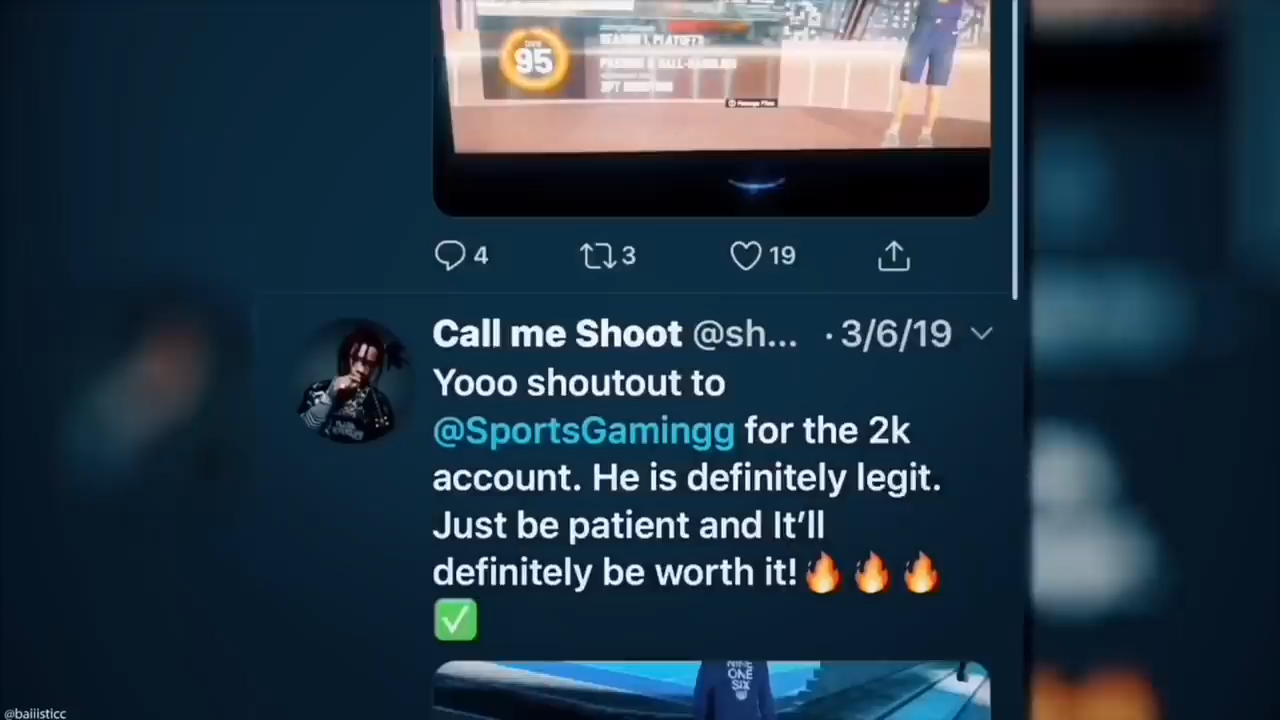 95
4
3
19
Call me Shoot @sh... · 3/6/19
Yooo shoutout to
@SportsGamingg for the 2k
account. He is definitely legit.
Just be patient and It’ll
definitely be worth it!🔥🔥🔥
✅
NINE
ONE
SIX
@baiiisticc